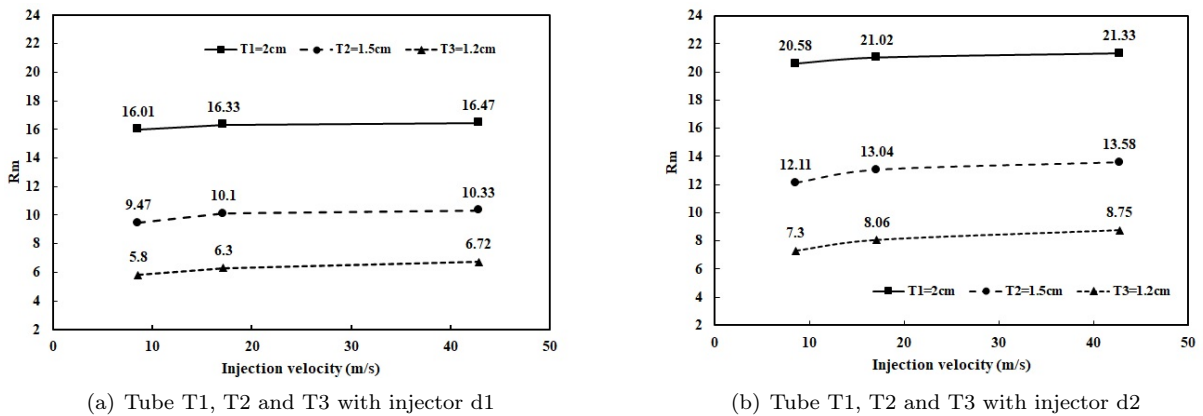 24
22
20
18
16
14
12
10
8
6
4
2
Rm
T1=2cm T2=1.5cm T3=1.2cm
16.01 16.33 16.47
9.47 10.1 10.33
5.8 6.3 6.72
0 10 20 30 40 50
Injection velocity (m/s)
(a) Tube T1, T2 and T3 with injector d1
24
22
20
18
16
14
12
10
8
6
4
2
Rm
20.58 21.02 21.33
12.11 13.04 13.58
7.3 8.06 8.75
T1=2cm T2=1.5cm T3=1.2cm
0 10 20 30 40 50
Injection velocity (m/s)
(b) Tube T1, T2 and T3 with injector d2